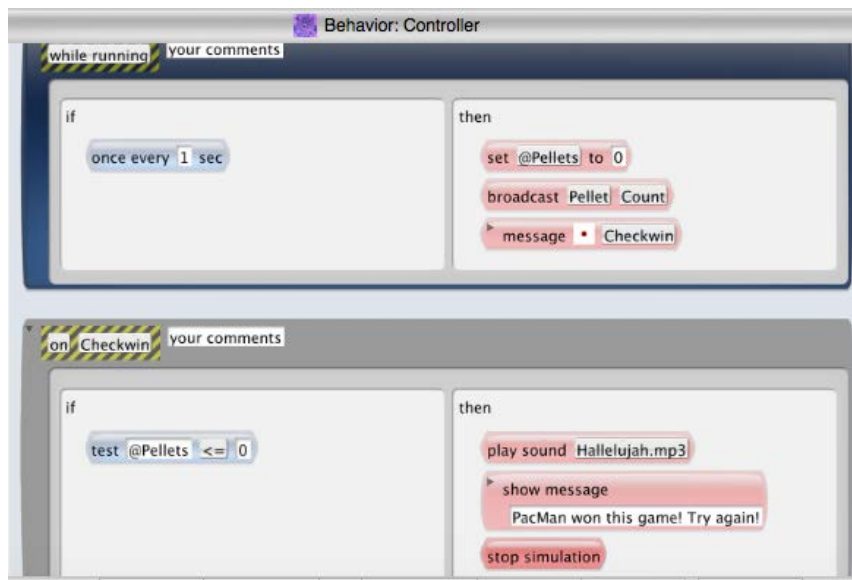 Behavior: Controller
while running your comments
if
once every 1 sec
then
set @Pellets to 0
broadcast Pellet Count
message Checkwin
on Checkwin your comments
if
test @Pellets <= 0
then
play sound Hallelujah.mp3
show message
PacMan won this game! Try again!
stop simulation